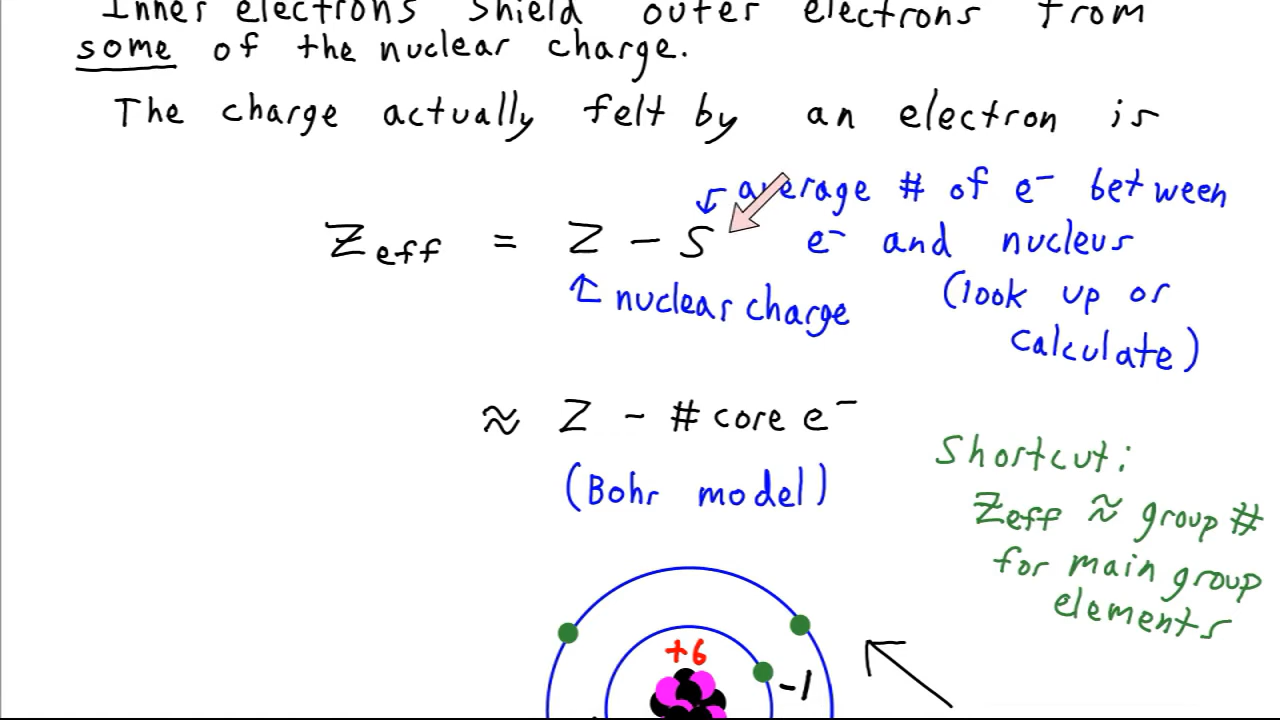 Inner electrons shield outer electrons from
some of the nuclear charge.
The charge actually felt by an electron is
average # of e⁻ between
e⁻ and nucleus
(look up or
calculate)
Zeff = Z - S
nuclear charge
≈ Z - # core e⁻
(Bohr model)
Shortcut:
Zeff ≈ group #
for main group
elements
+6
-1